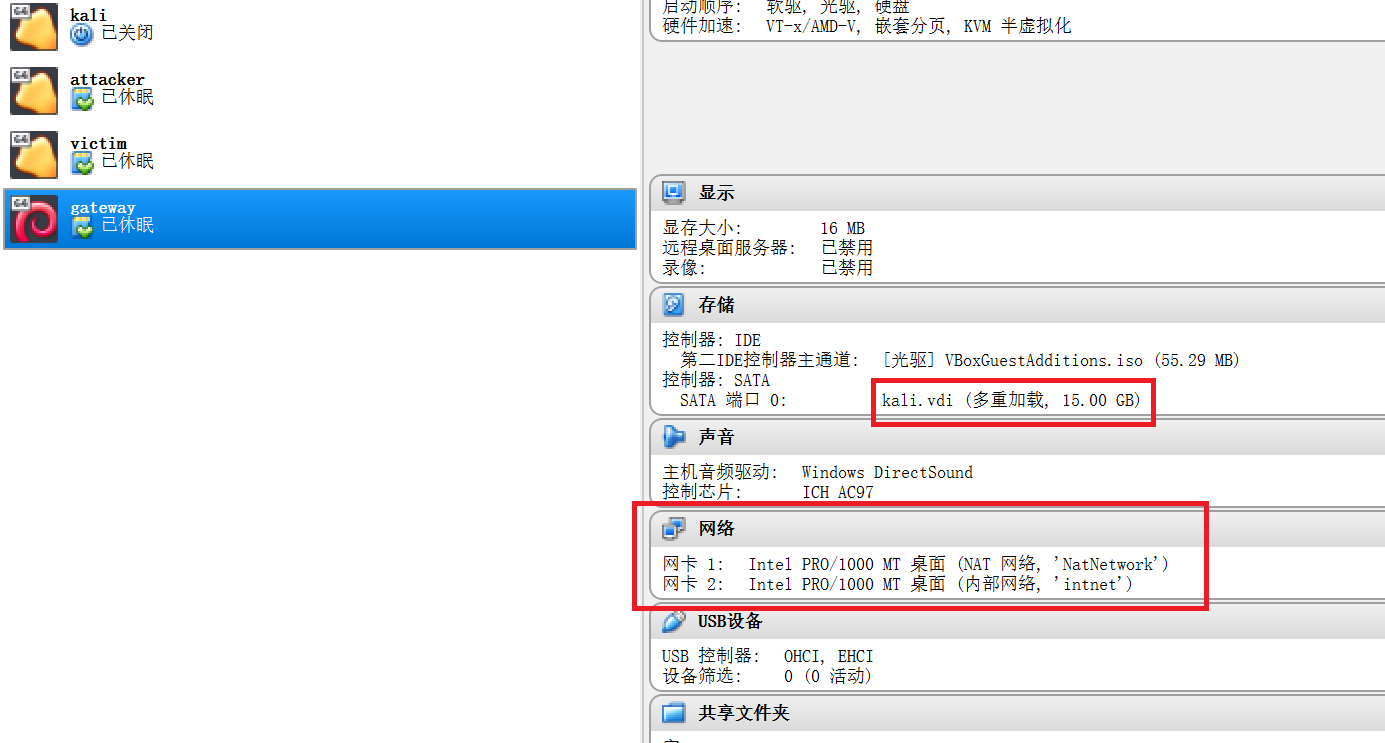 kali
已关闭
attacker
已休眠
victim
已休眠
gateway
已休眠
启动顺序: 软驱, 光驱, 硬盘
硬件加速: VT-x/AMD-V, 嵌套分页, KVM 半虚拟化
显示
显存大小: 16 MB
远程桌面服务器: 已禁用
录像: 已禁用
存储
控制器: IDE
第二IDE控制器主通道: [光驱] VBoxGuestAdditions.iso (55.29 MB)
控制器: SATA
SATA 端口 0: kali.vdi (多重加载, 15.00 GB)
声音
主机音频驱动: Windows DirectSound
控制芯片: ICH AC97
网络
网卡 1: Intel PRO/1000 MT 桌面 (NAT 网络, 'NatNetwork')
网卡 2: Intel PRO/1000 MT 桌面 (内部网络, 'intnet')
USB设备
USB 控制器: OHCI, EHCI
设备筛选: 0 (0 活动)
共享文件夹